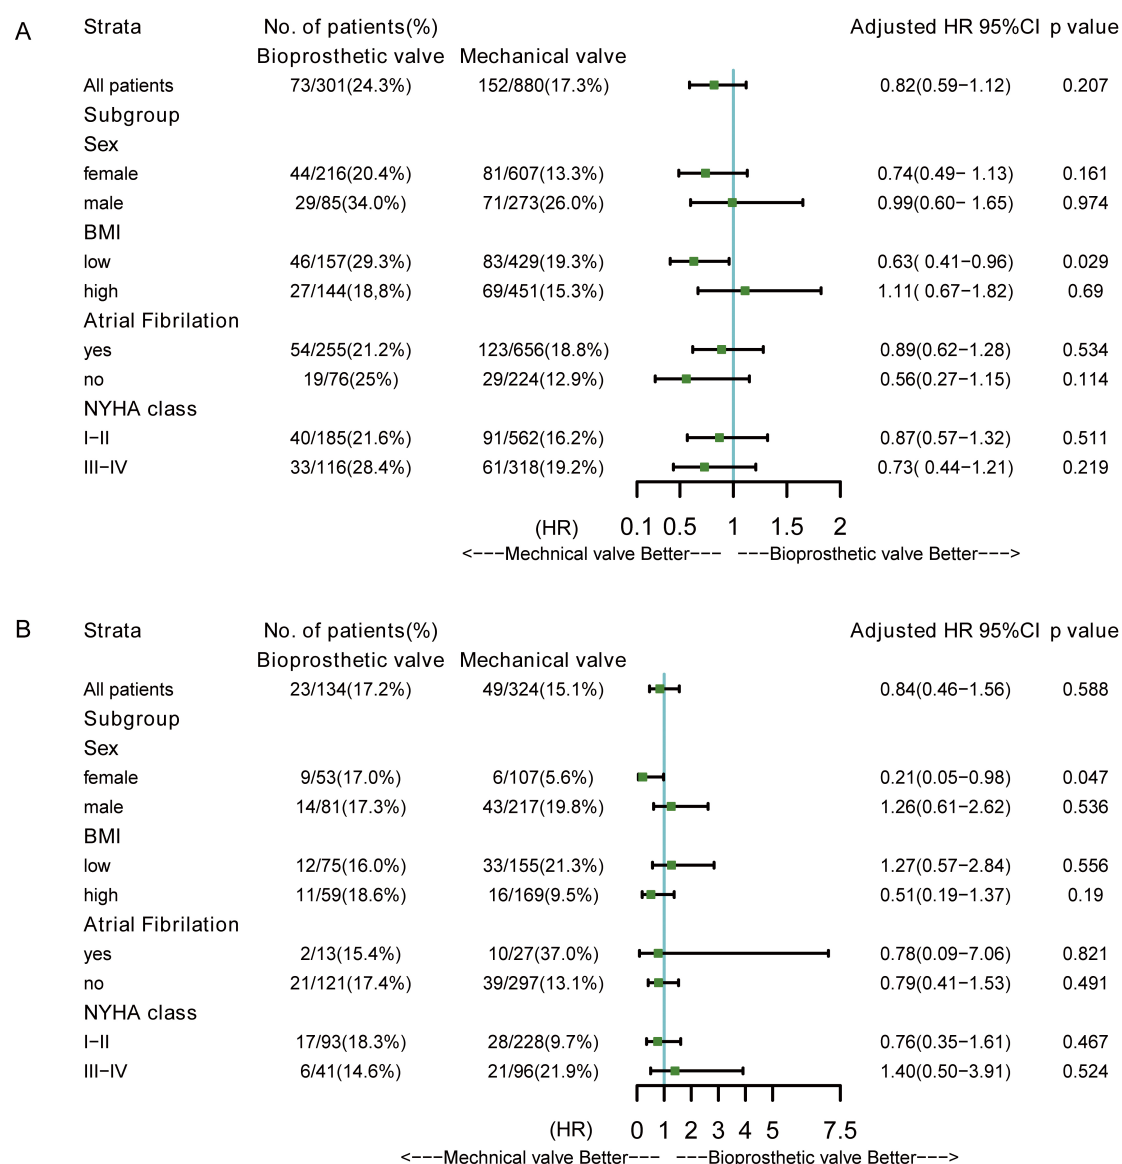 A Strata No. of patients(%) Adjusted HR 95%CI p value
Bioprosthetic valve Mechanical valve
All patients 73/301(24.3%) 152/880(17.3%) 0.82(0.59−1.12) 0.207
Subgroup
Sex
female 44/216(20.4%) 81/607(13.3%) 0.74(0.49− 1.13) 0.161
male 29/85(34.0%) 71/273(26.0%) 0.99(0.60− 1.65) 0.974
BMI
low 46/157(29.3%) 83/429(19.3%) 0.63( 0.41−0.96) 0.029
high 27/144(18,8%) 69/451(15.3%) 1.11( 0.67−1.82) 0.69
Atrial Fibrilation
yes 54/255(21.2%) 123/656(18.8%) 0.89(0.62−1.28) 0.534
no 19/76(25%) 29/224(12.9%) 0.56(0.27−1.15) 0.114
NYHA class
I−II 40/185(21.6%) 91/562(16.2%) 0.87(0.57−1.32) 0.511
III−IV 33/116(28.4%) 61/318(19.2%) 0.73( 0.44−1.21) 0.219
(HR) 0.1 0.5 1 1.5 2
<−−−Mechnical valve Better−−− −−−Bioprosthetic valve Better−−−>
B Strata No. of patients(%) Adjusted HR 95%CI p value
Bioprosthetic valve Mechanical valve
All patients 23/134(17.2%) 49/324(15.1%) 0.84(0.46−1.56) 0.588
Subgroup
Sex
female 9/53(17.0%) 6/107(5.6%) 0.21(0.05−0.98) 0.047
male 14/81(17.3%) 43/217(19.8%) 1.26(0.61−2.62) 0.536
BMI
low 12/75(16.0%) 33/155(21.3%) 1.27(0.57−2.84) 0.556
high 11/59(18.6%) 16/169(9.5%) 0.51(0.19−1.37) 0.19
Atrial Fibrilation
yes 2/13(15.4%) 10/27(37.0%) 0.78(0.09−7.06) 0.821
no 21/121(17.4%) 39/297(13.1%) 0.79(0.41−1.53) 0.491
NYHA class
I−II 17/93(18.3%) 28/228(9.7%) 0.76(0.35−1.61) 0.467
III−IV 6/41(14.6%) 21/96(21.9%) 1.40(0.50−3.91) 0.524
(HR) 0 1 2 3 4 5 7.5
<−−−Mechnical valve Better−−− −−−Bioprosthetic valve Better−−−>